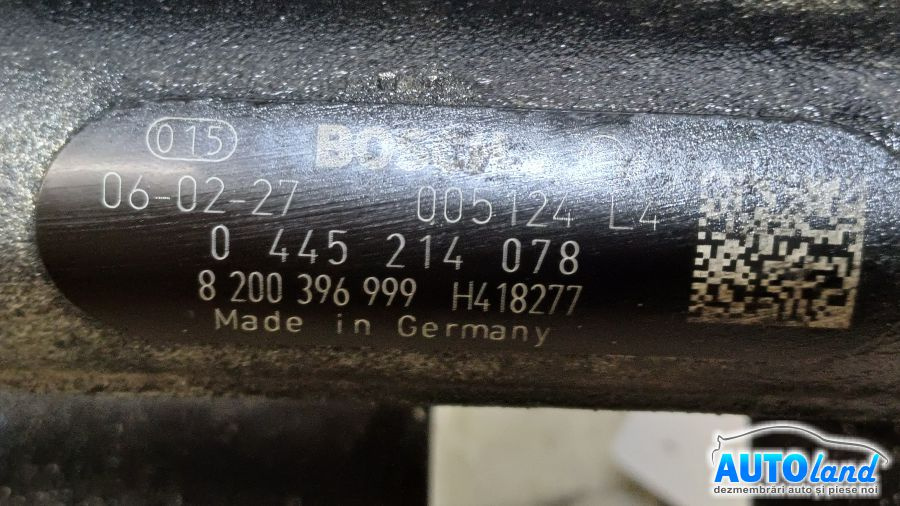 015 BOSCH
06-02-27 005124 L4
0 445 214 078
8 200 396 999 H418277
Made in Germany
AUTOland
dezmembrări auto și piese noi